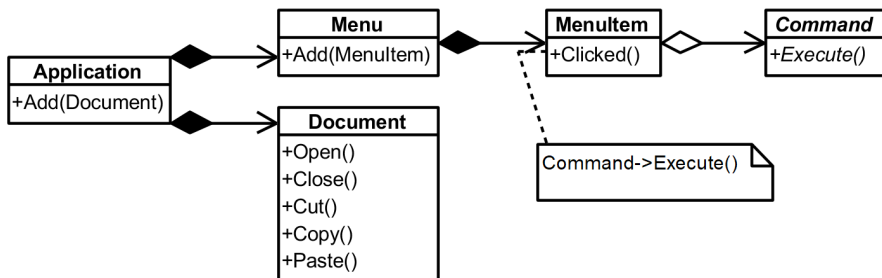 Application
+Add(Document)
Menu
+Add(MenuItem)
MenuItem
+Clicked()
Command
+Execute()
Document
+Open()
+Close()
+Cut()
+Copy()
+Paste()
Command->Execute()